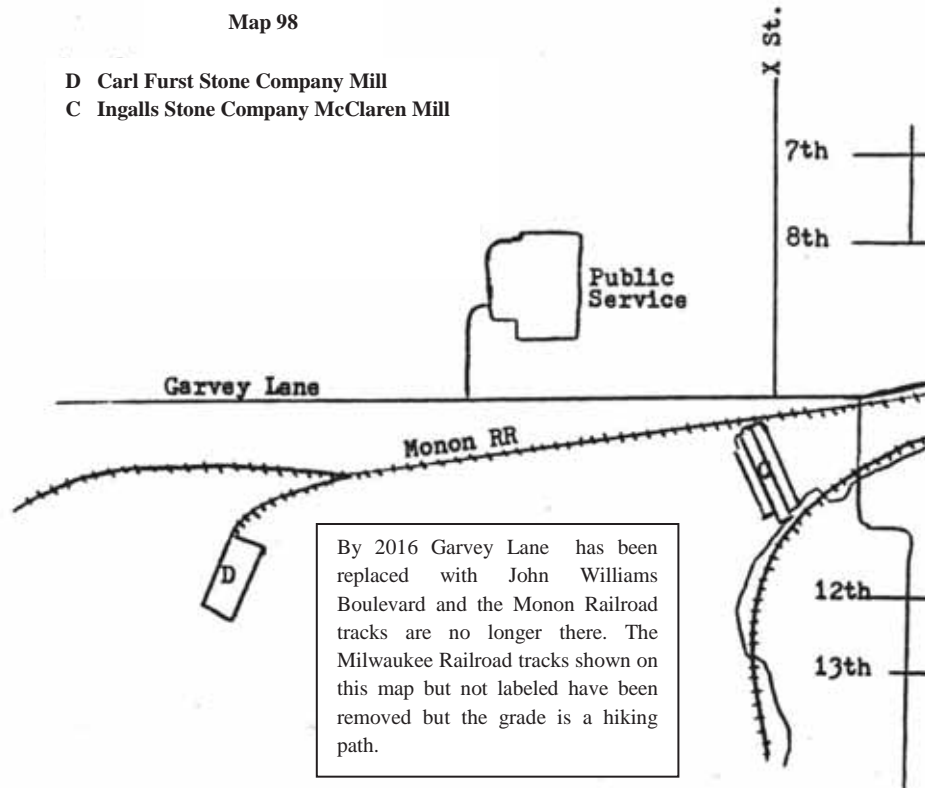 Map 98
D Carl Furst Stone Company Mill
C Ingalls Stone Company McClaren Mill
X St.
7th
8th
Public
Service
Garvey Lane
Monon RR
C
D
By 2016 Garvey Lane has been
replaced with John Williams
Boulevard and the Monon Railroad
tracks are no longer there. The
Milwaukee Railroad tracks shown on
this map but not labeled have been
removed but the grade is a hiking
path.
12th
13th